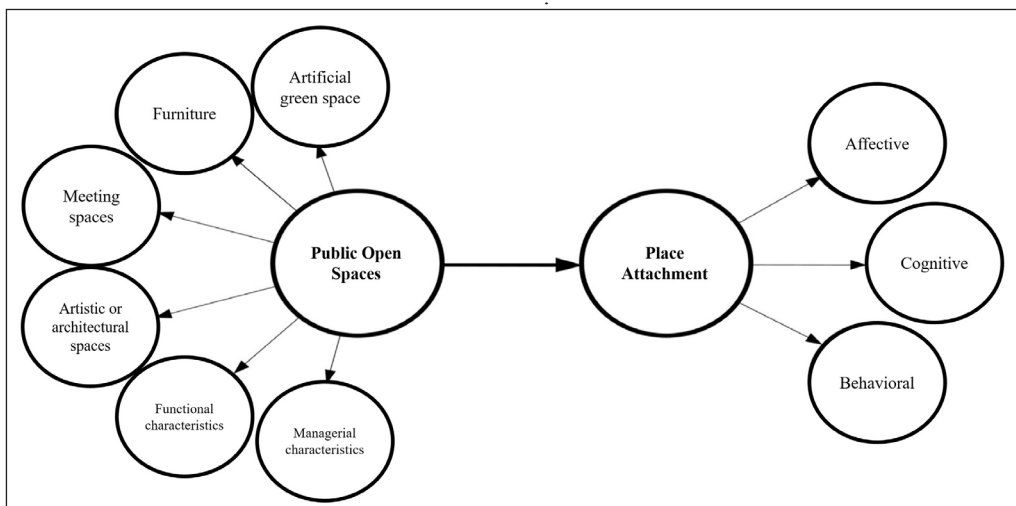 Artificial
green space
Furniture
Meeting
spaces
Artistic or
architectural
spaces
Functional
characteristics
Managerial
characteristics
Public Open
Spaces
Place
Attachment
Affective
Cognitive
Behavioral